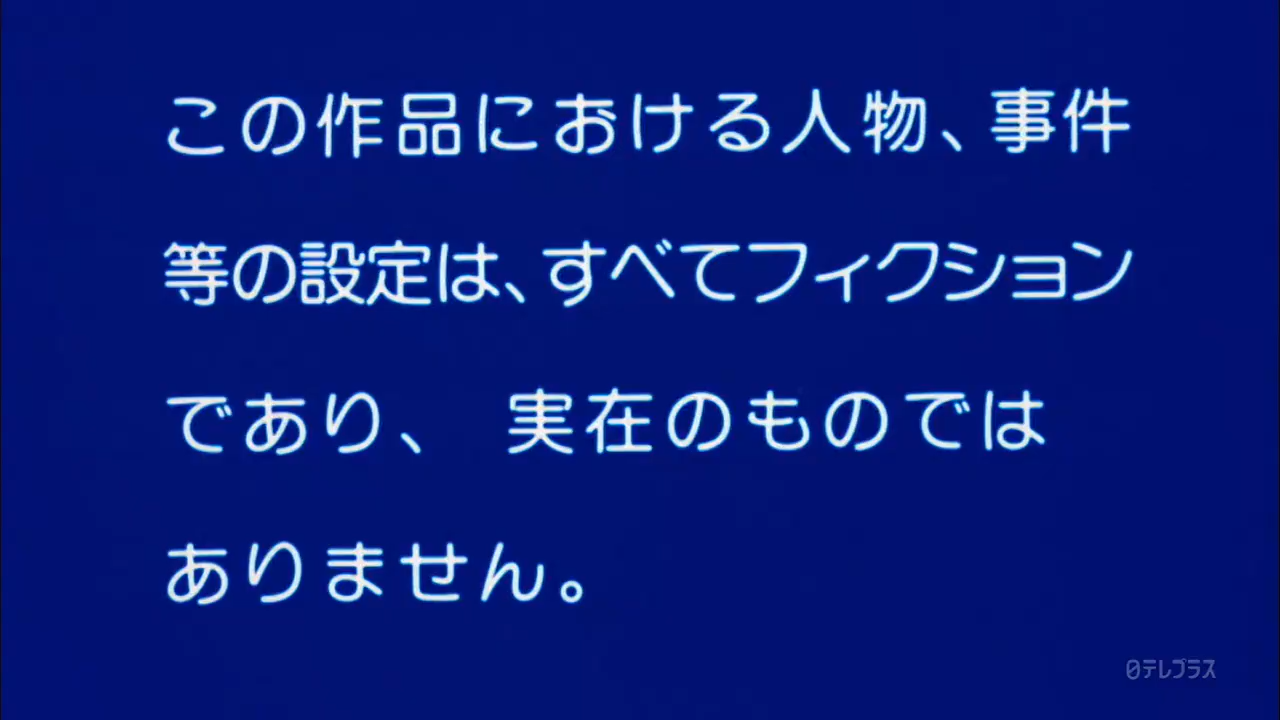 この作品における人物、事件
等の設定は、すべてフィクション
であり、　実在のものでは
ありません。
日テレプラス